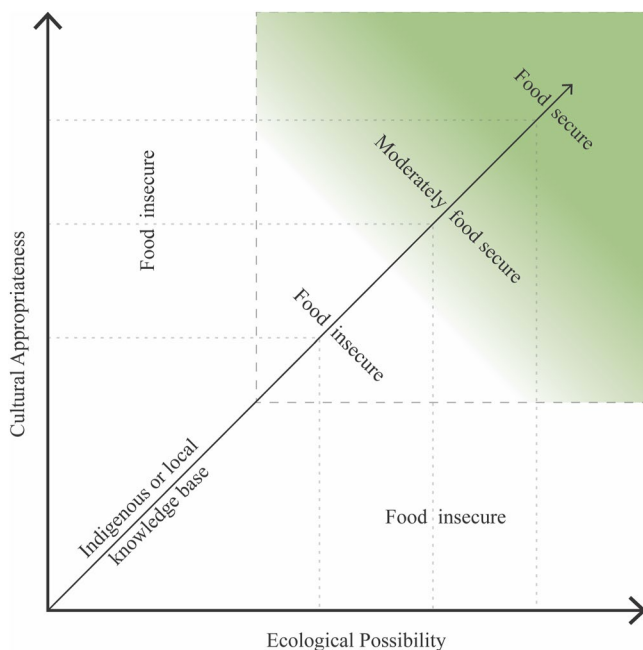 Food secure
Moderately food secure
Food insecure
Food insecure
Cultural Appropriateness
Indigenous or local
knowledge base
Food insecure
Ecological Possibility